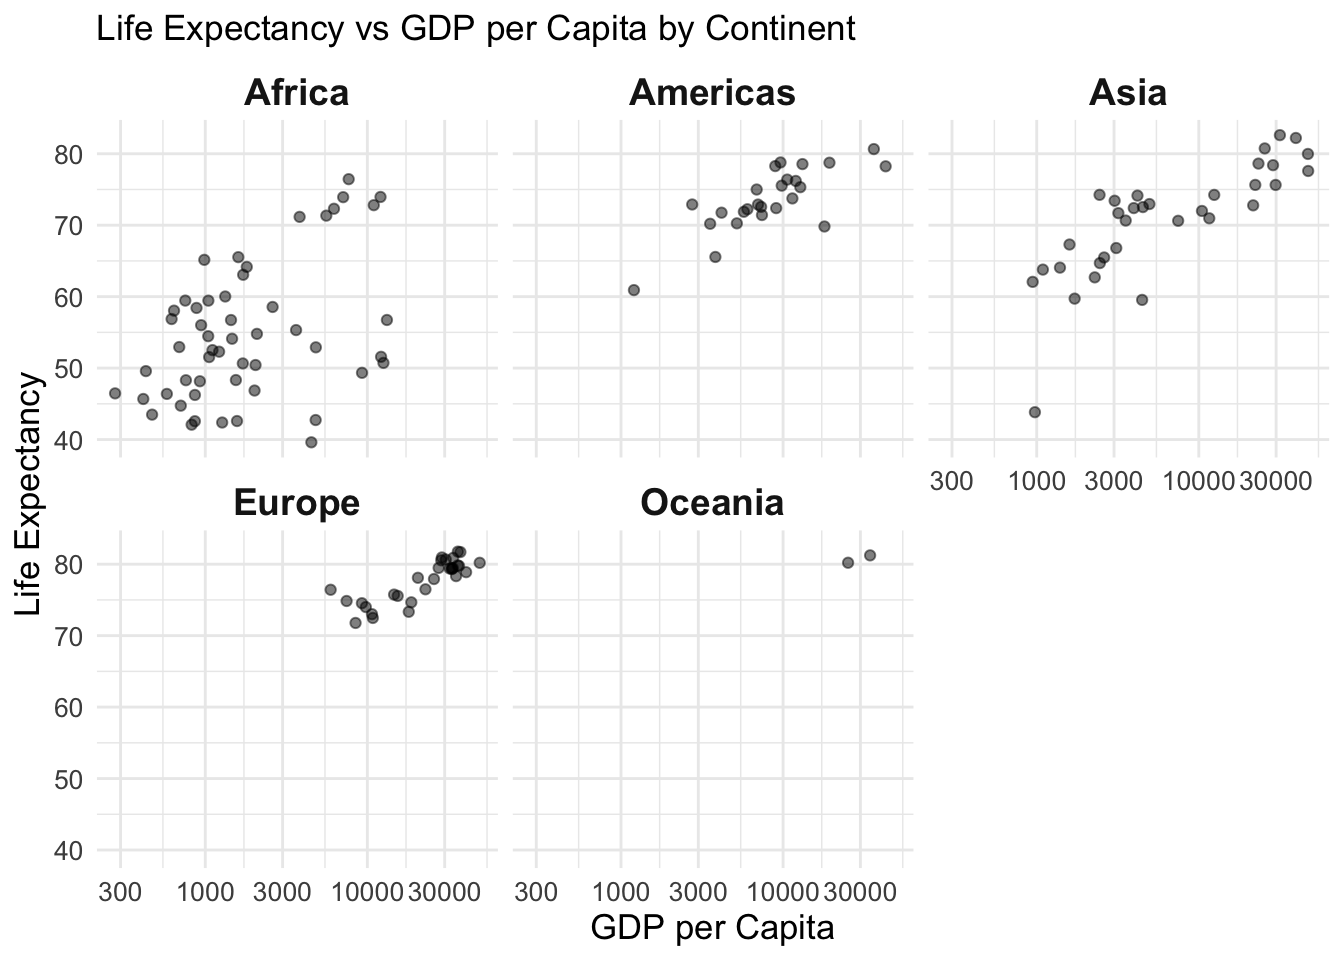 Life Expectancy vs GDP per Capita by Continent
Africa Americas Asia
80
70
60
50
40
300 1000 3000 10000 30000
Europe Oceania
Life Expectancy
80
70
60
50
40
300 1000 3000 10000 30000 300 1000 3000 10000 30000
GDP per Capita